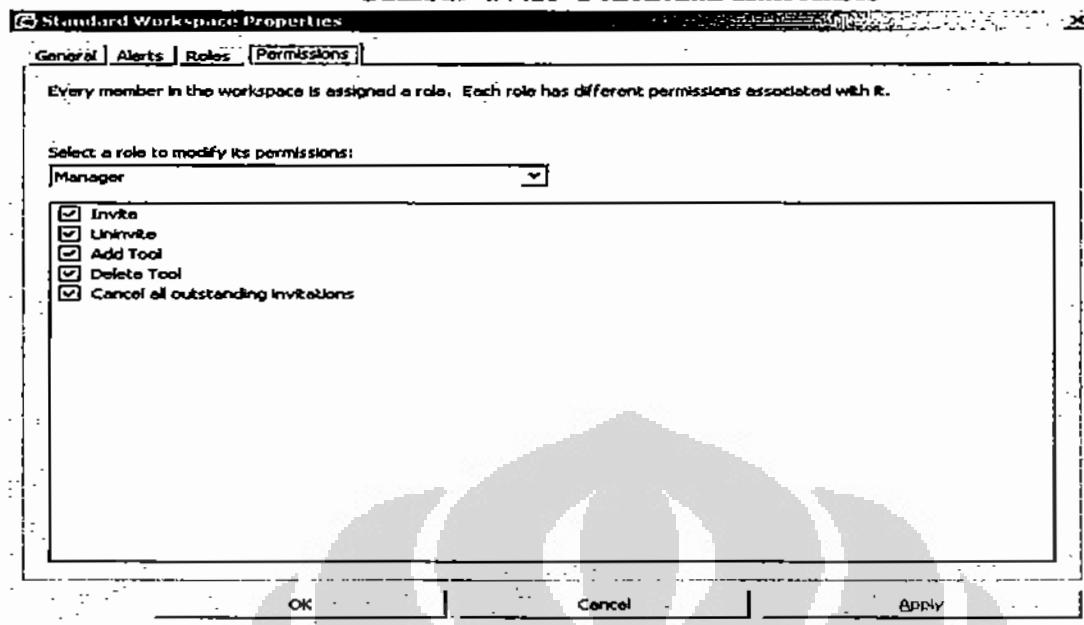 Standard Workspace Properties
General Alerts Roles Permissions
Every member in the workspace is assigned a role. Each role has different permissions associated with it.
Select a role to modify its permissions:
Manager
Invite
Uninvite
Add Tool
Delete Tool
Cancel all outstanding invitations
OK Cancel Apply